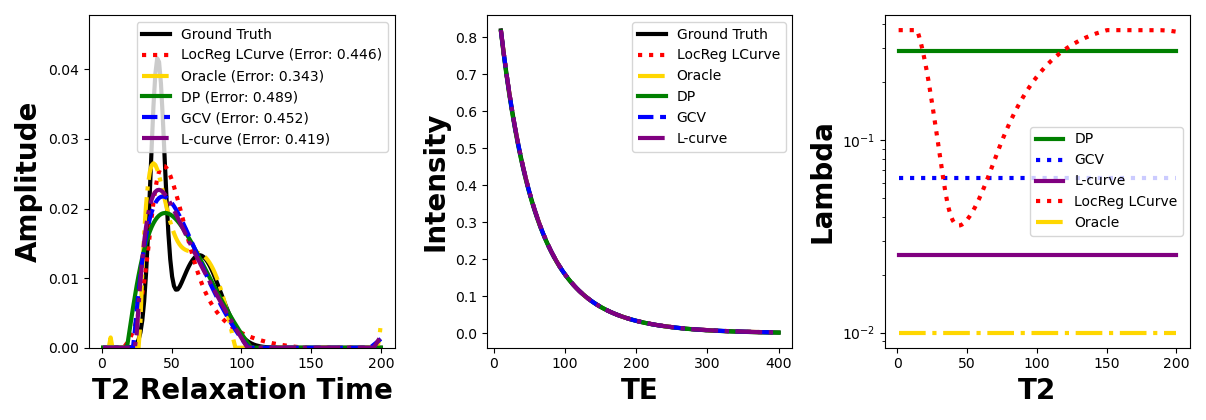 Amplitude
0.00
0.01
0.02
0.03
0.04
0
50
100
150
200
T2 Relaxation Time
Ground Truth
LocReg LCurve (Error: 0.446)
Oracle (Error: 0.343)
DP (Error: 0.489)
GCV (Error: 0.452)
L-curve (Error: 0.419)
Intensity
0.0
0.1
0.2
0.3
0.4
0.5
0.6
0.7
0.8
0
100
200
300
400
TE
Ground Truth
LocReg LCurve
Oracle
DP
GCV
L-curve
Lambda
10⁻¹
10⁻²
0
50
100
150
200
T2
DP
GCV
L-curve
LocReg LCurve
Oracle